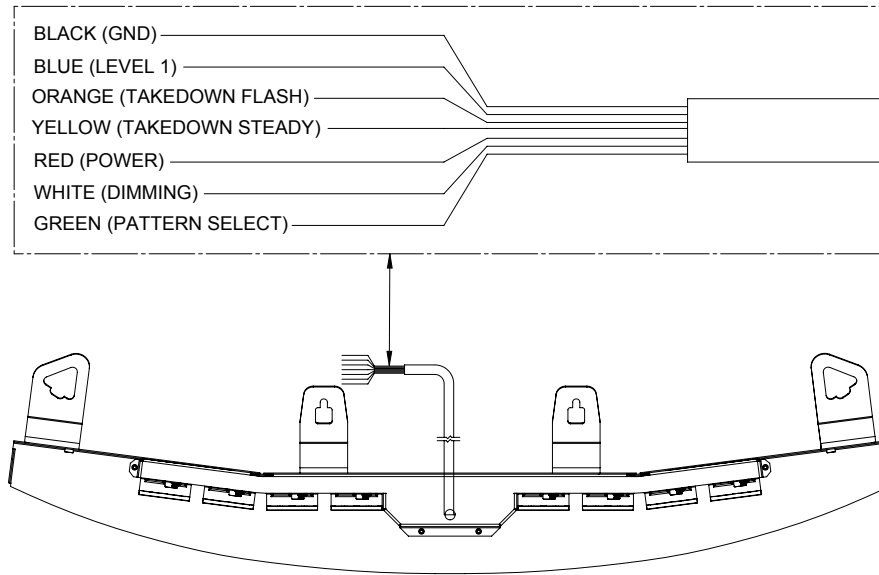 BLACK (GND)
BLUE (LEVEL 1)
ORANGE (TAKEDOWN FLASH)
YELLOW (TAKEDOWN STEADY)
RED (POWER)
WHITE (DIMMING)
GREEN (PATTERN SELECT)